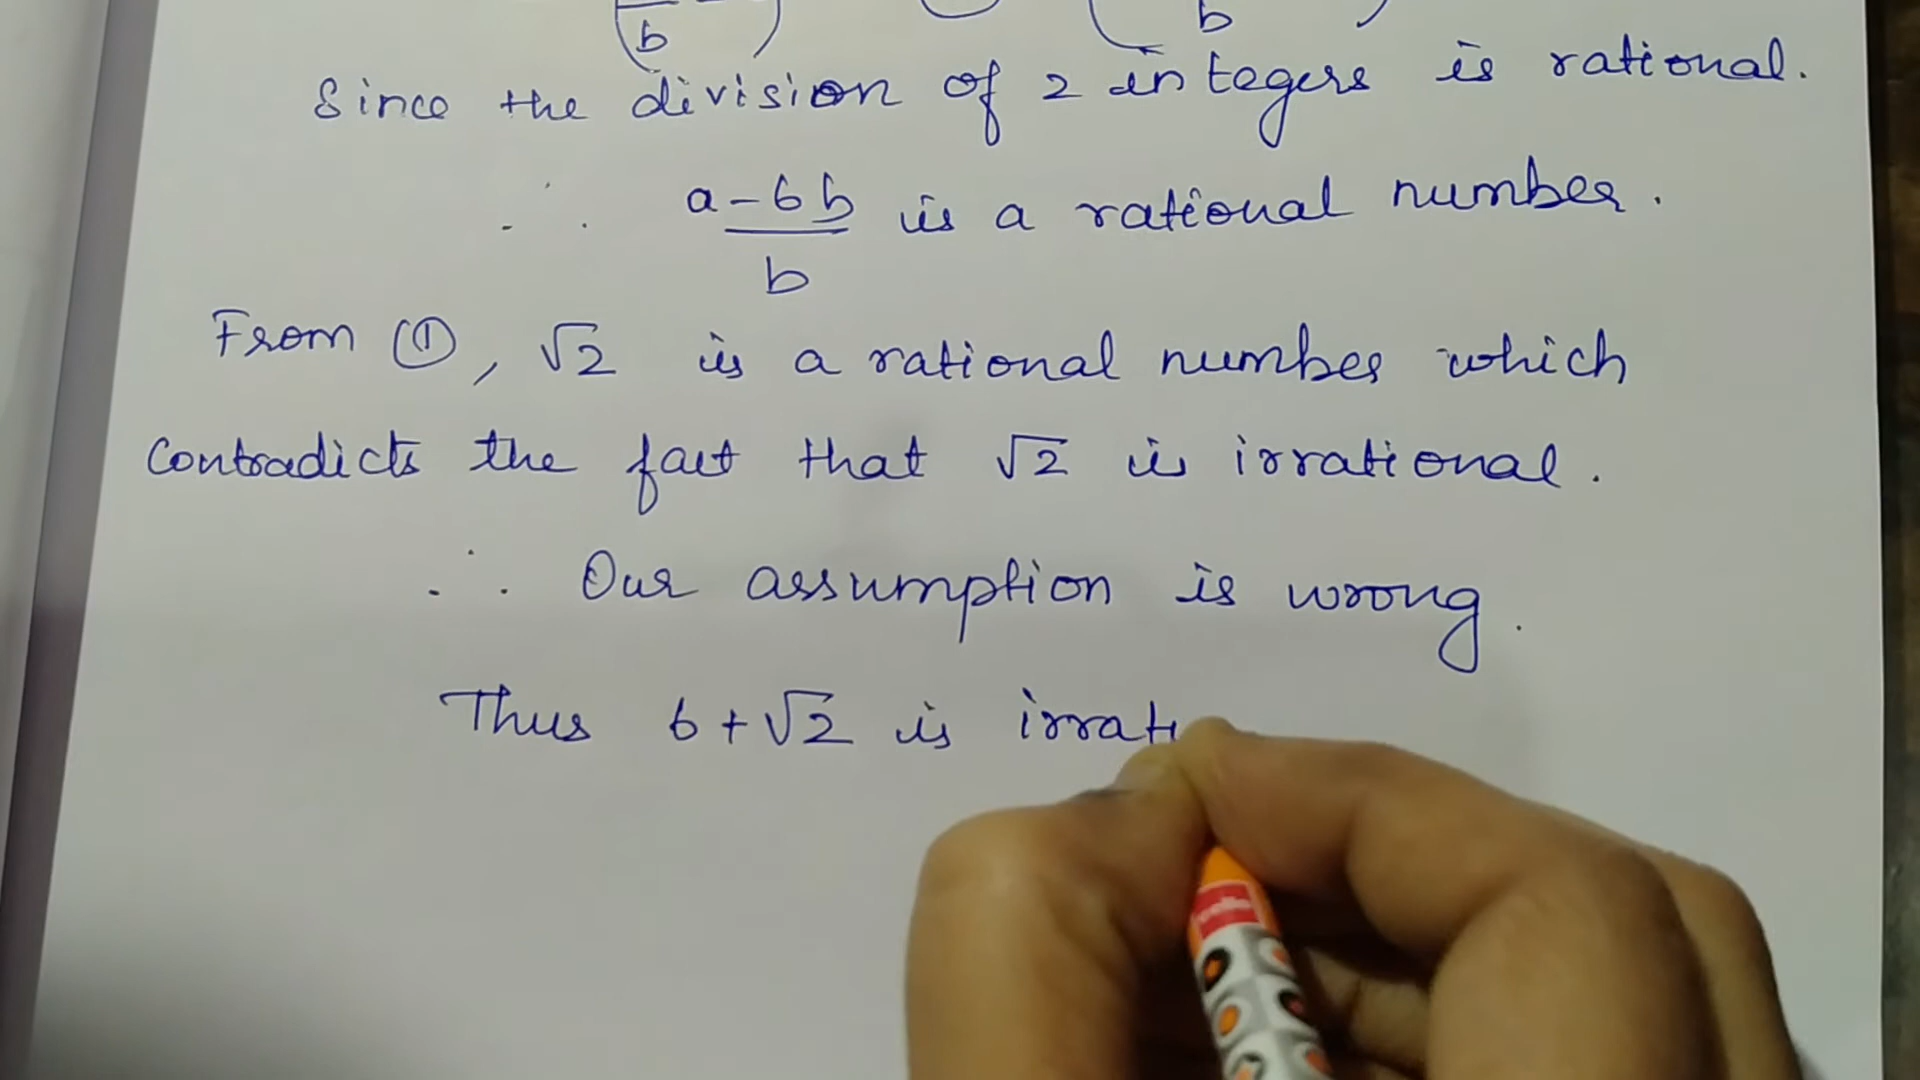 b b
Since the division of 2 integers is rational.
∴ a-6b/b is a rational number.
From ①, √2 is a rational number which
contradicts the fact that √2 is irrational.
∴ Our assumption is wrong.
Thus 6+√2 is irrati